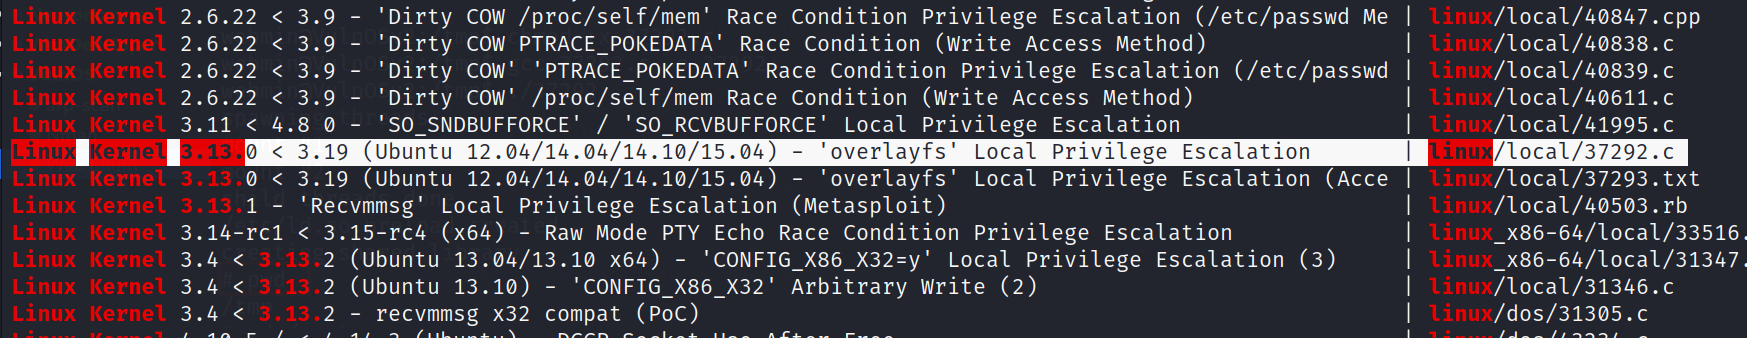 Linux Kernel 2.6.22 < 3.9 - 'Dirty COW /proc/self/mem' Race Condition Privilege Escalation (/etc/passwd Me | linux/local/40847.cpp
Linux Kernel 2.6.22 < 3.9 - 'Dirty COW PTRACE_POKEDATA' Race Condition (Write Access Method) | linux/local/40838.c
Linux Kernel 2.6.22 < 3.9 - 'Dirty COW' 'PTRACE_POKEDATA' Race Condition Privilege Escalation (/etc/passwd | linux/local/40839.c
Linux Kernel 2.6.22 < 3.9 - 'Dirty COW' /proc/self/mem Race Condition (Write Access Method) | linux/local/40611.c
Linux Kernel 3.11 < 4.8 0 - 'SO_SNDBUFFORCE' / 'SO_RCVBUFFORCE' Local Privilege Escalation | linux/local/41995.c
Linux Kernel 3.13.0 < 3.19 (Ubuntu 12.04/14.04/14.10/15.04) - 'overlayfs' Local Privilege Escalation | linux/local/37292.c
Linux Kernel 3.13.0 < 3.19 (Ubuntu 12.04/14.04/14.10/15.04) - 'overlayfs' Local Privilege Escalation (Acce | linux/local/37293.txt
Linux Kernel 3.13.1 - 'Recvmmsg' Local Privilege Escalation (Metasploit) | linux/local/40503.rb
Linux Kernel 3.14-rc1 < 3.15-rc4 (x64) - Raw Mode PTY Echo Race Condition Privilege Escalation | linux_x86-64/local/33516.
Linux Kernel 3.4 < 3.13.2 (Ubuntu 13.04/13.10 x64) - 'CONFIG_X86_X32=y' Local Privilege Escalation (3) | linux_x86-64/local/31347.
Linux Kernel 3.4 < 3.13.2 (Ubuntu 13.10) - 'CONFIG_X86_X32' Arbitrary Write (2) | linux/local/31346.c
Linux Kernel 3.4 < 3.13.2 - recvmmsg x32 compat (PoC) | linux/dos/31305.c